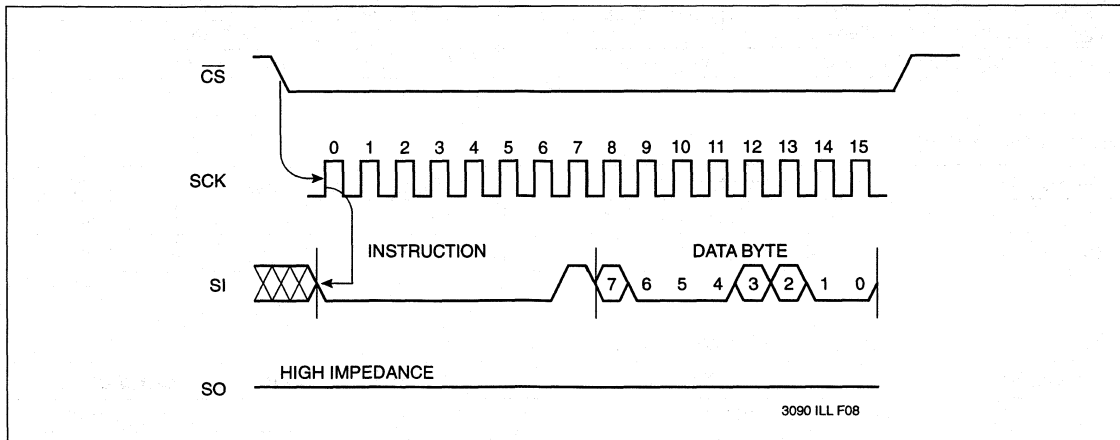 CS
0 1 2 3 4 5 6 7 8 9 10 11 12 13 14 15
SCK
INSTRUCTION DATA BYTE
SI 7 6 5 4 3 2 1 0
HIGH IMPEDANCE
SO
3090 ILL F08